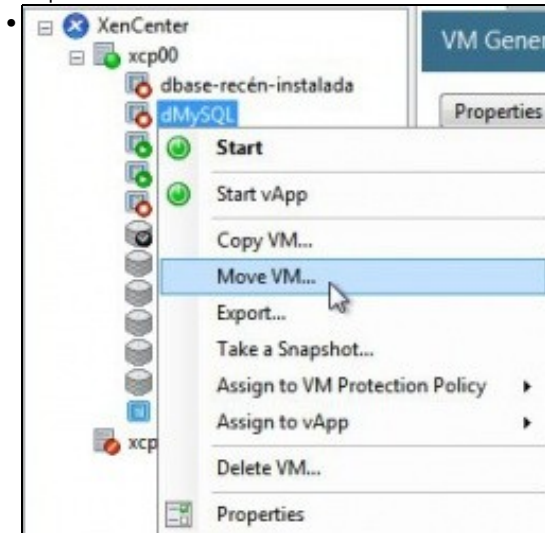 XenCenter
xcp00
dbase-recén-instalada
dMySQL
VM Gener
Properties
Start
Start vApp
Copy VM...
Move VM...
Export...
Take a Snapshot...
Assign to VM Protection Policy
Assign to vApp
xcp
Delete VM...
Properties